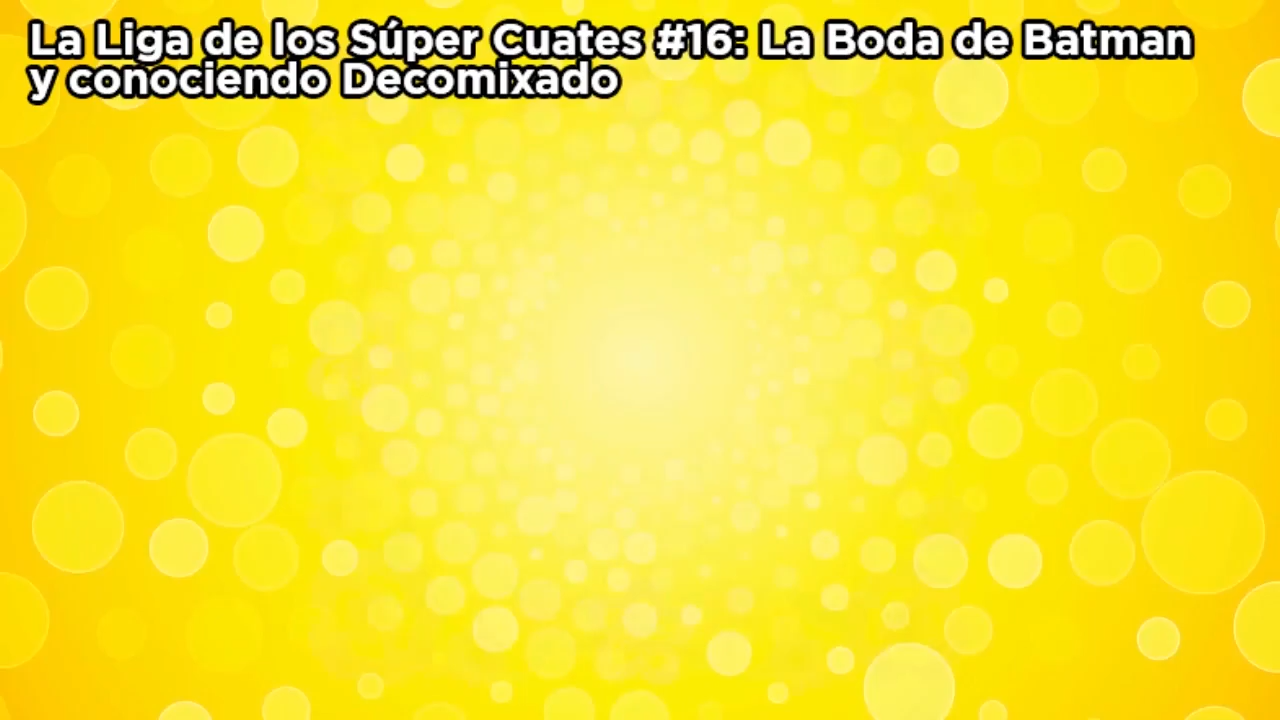 La Liga de los Súper Cuates #16: La Boda de Batman
y conociendo Decomixado